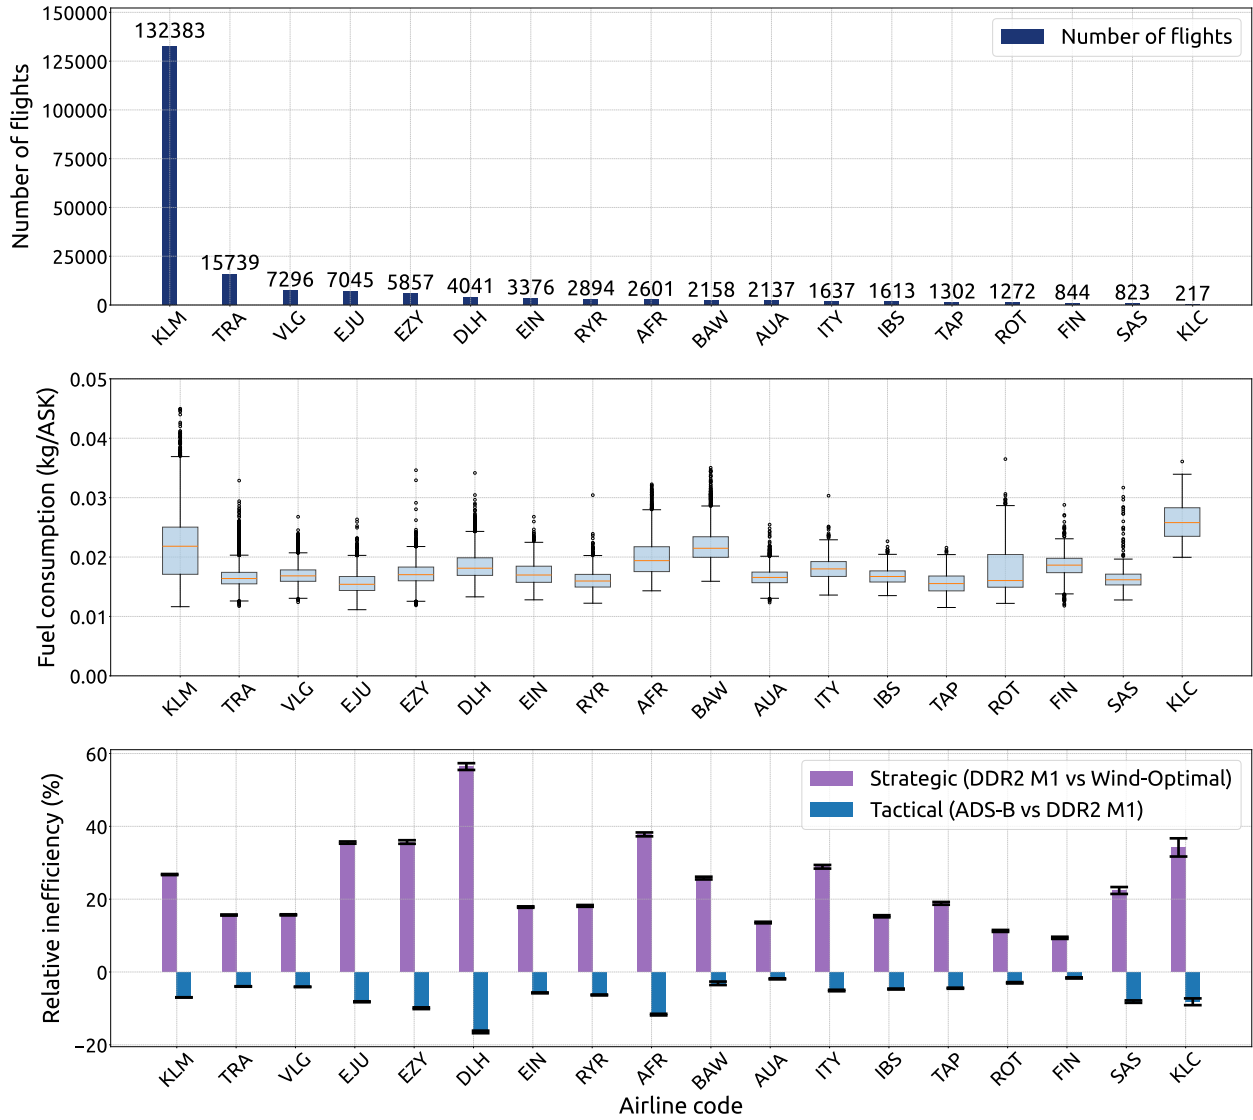 150000
125000
100000
75000
50000
25000
0
Number of flights
Number of flights
132383
15739
7296
7045
5857
4041
3376
2894
2601
2158
2137
1637
1613
1302
1272
844
823
217
KLM
TRA
VLG
EJU
EZY
DLH
EIN
RYR
AFR
BAW
AUA
ITY
IBS
TAP
ROT
FIN
SAS
KLC
0.05
0.04
0.03
0.02
0.01
0.00
Fuel consumption (kg/ASK)
KLM
TRA
VLG
EJU
EZY
DLH
EIN
RYR
AFR
BAW
AUA
ITY
IBS
TAP
ROT
FIN
SAS
KLC
60
40
20
0
−20
Relative inefficiency (%)
Strategic (DDR2 M1 vs Wind-Optimal)
Tactical (ADS-B vs DDR2 M1)
KLM
TRA
VLG
EJU
EZY
DLH
EIN
RYR
AFR
BAW
AUA
ITY
IBS
TAP
ROT
FIN
SAS
KLC
Airline code